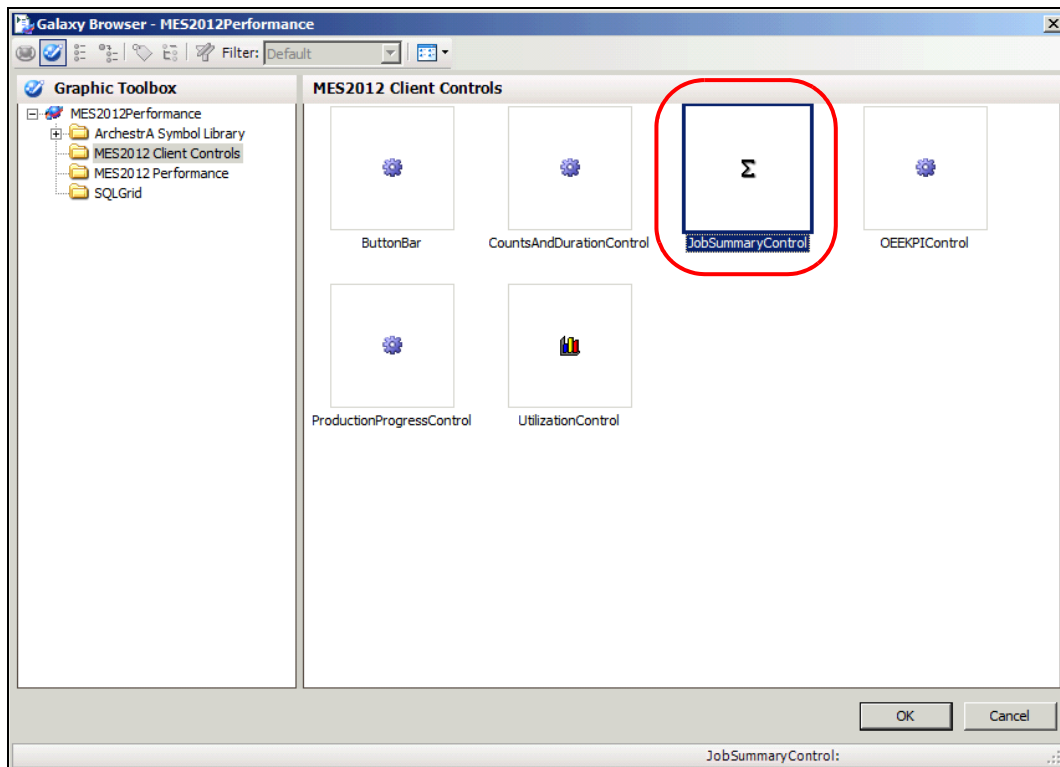 Galaxy Browser - MES2012Performance
Filter: Default
Graphic Toolbox
MES2012Performance
ArchestrA Symbol Library
MES2012 Client Controls
MES2012 Performance
SQLGrid
MES2012 Client Controls
ButtonBar
CountsAndDurationControl
Σ
JobSummaryControl
OEEKPIControl
ProductionProgressControl
UtilizationControl
OK
Cancel
JobSummaryControl: